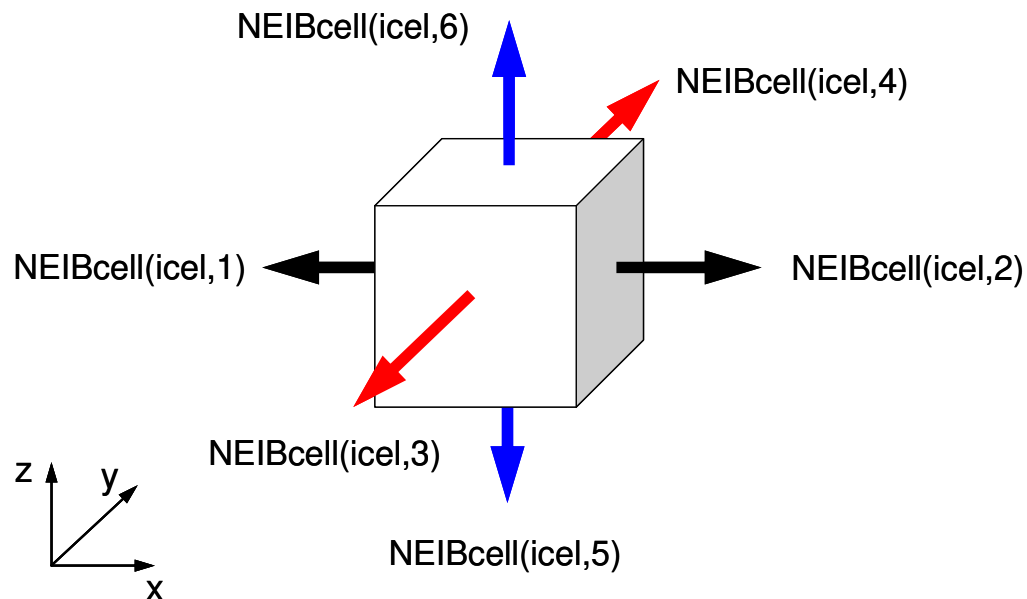 NEIBcell(icel,6)
NEIBcell(icel,4)
NEIBcell(icel,1)
NEIBcell(icel,2)
NEIBcell(icel,3)
z
y
x
NEIBcell(icel,5)